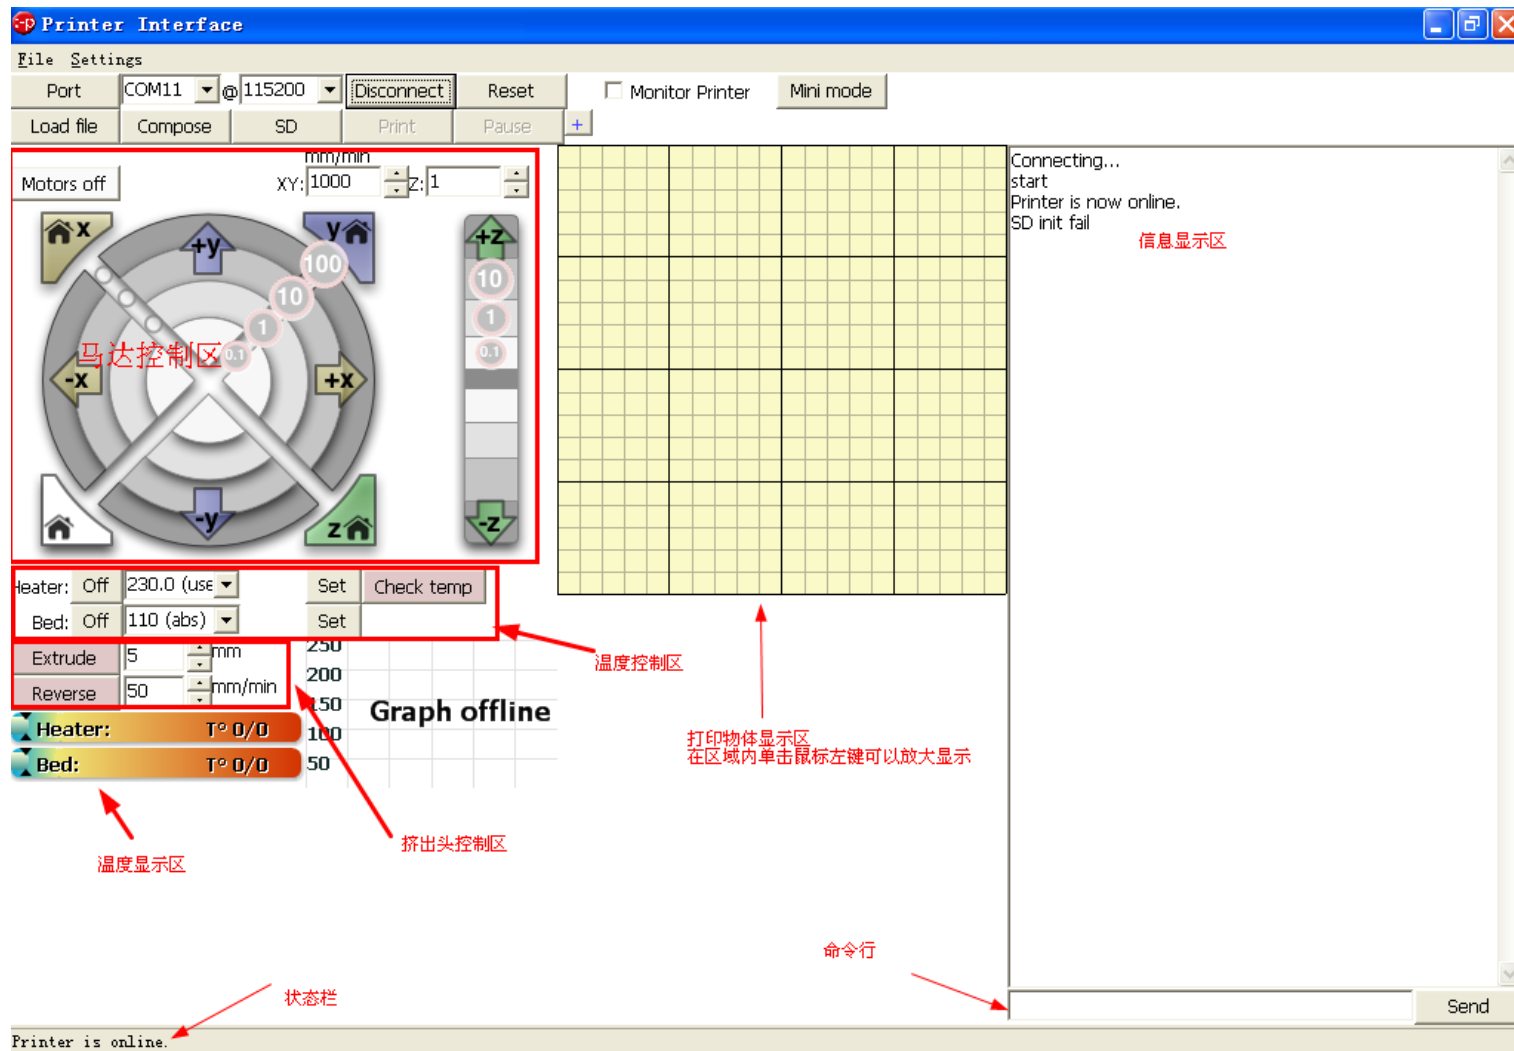 Printer Interface
File Settings
Port COM11 @ 115200 Disconnect Reset Monitor Printer Mini mode
Load file Compose SD Print Pause +
mm/min
Motors off XY: 1000 Z: 1
x +y y +z
100
10
1
0.1
10
1
0.1
马达控制区
-x +x
-y z -z
Connecting...
start
Printer is now online.
SD init fail
信息显示区
Heater: Off 230.0 (use Set Check temp
Bed: Off 110 (abs) Set
温度控制区
Extrude 5 mm
Reverse 50 mm/min
250
200
150
100
50
Graph offline
Heater: T° 0/0
Bed: T° 0/0
打印物体显示区
在区域内单击鼠标左键可以放大显示
挤出头控制区
温度显示区
命令行
状态栏
Send
Printer is online.